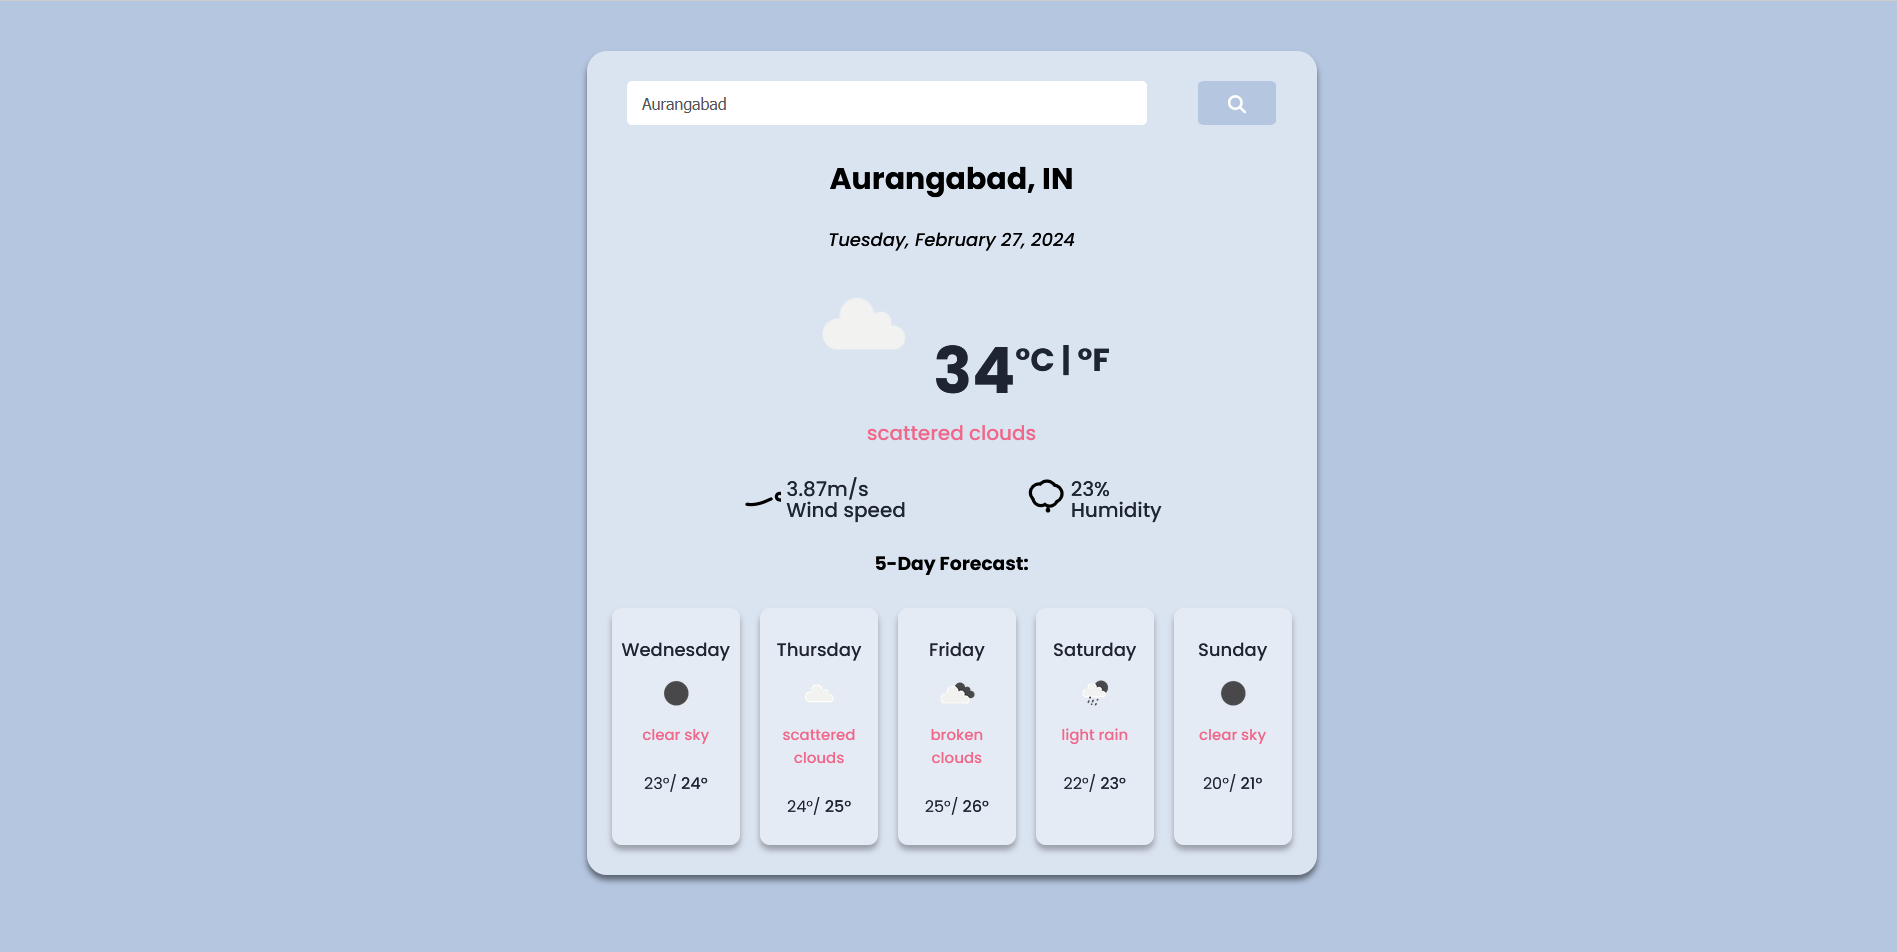 Aurangabad
Aurangabad, IN
Tuesday, February 27, 2024
34°C | °F
scattered clouds
3.87m/s
Wind speed
23%
Humidity
5-Day Forecast:
Wednesday
clear sky
23°/ 24°
Thursday
scattered
clouds
24°/ 25°
Friday
broken
clouds
25°/ 26°
Saturday
light rain
22°/ 23°
Sunday
clear sky
20°/ 21°